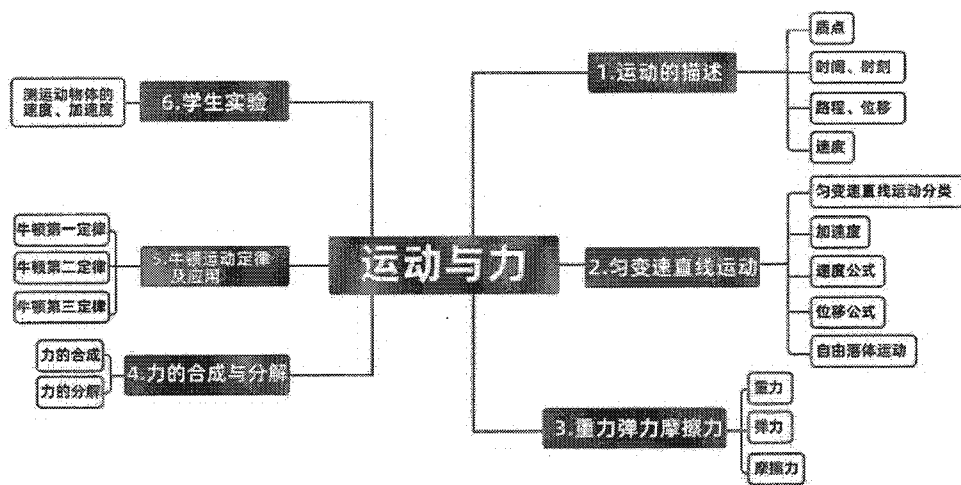 运动与力
1.运动的描述
质点
时间、时刻
路程、位移
速度
2.匀变速直线运动
匀变速直线运动分类
加速度
速度公式
位移公式
自由落体运动
3.重力弹力摩擦力
重力
弹力
摩擦力
4.力的合成与分解
力的合成
力的分解
5.牛顿运动定律
及应用
牛顿第一定律
牛顿第二定律
牛顿第三定律
6.学生实验
测运动物体的
速度、加速度